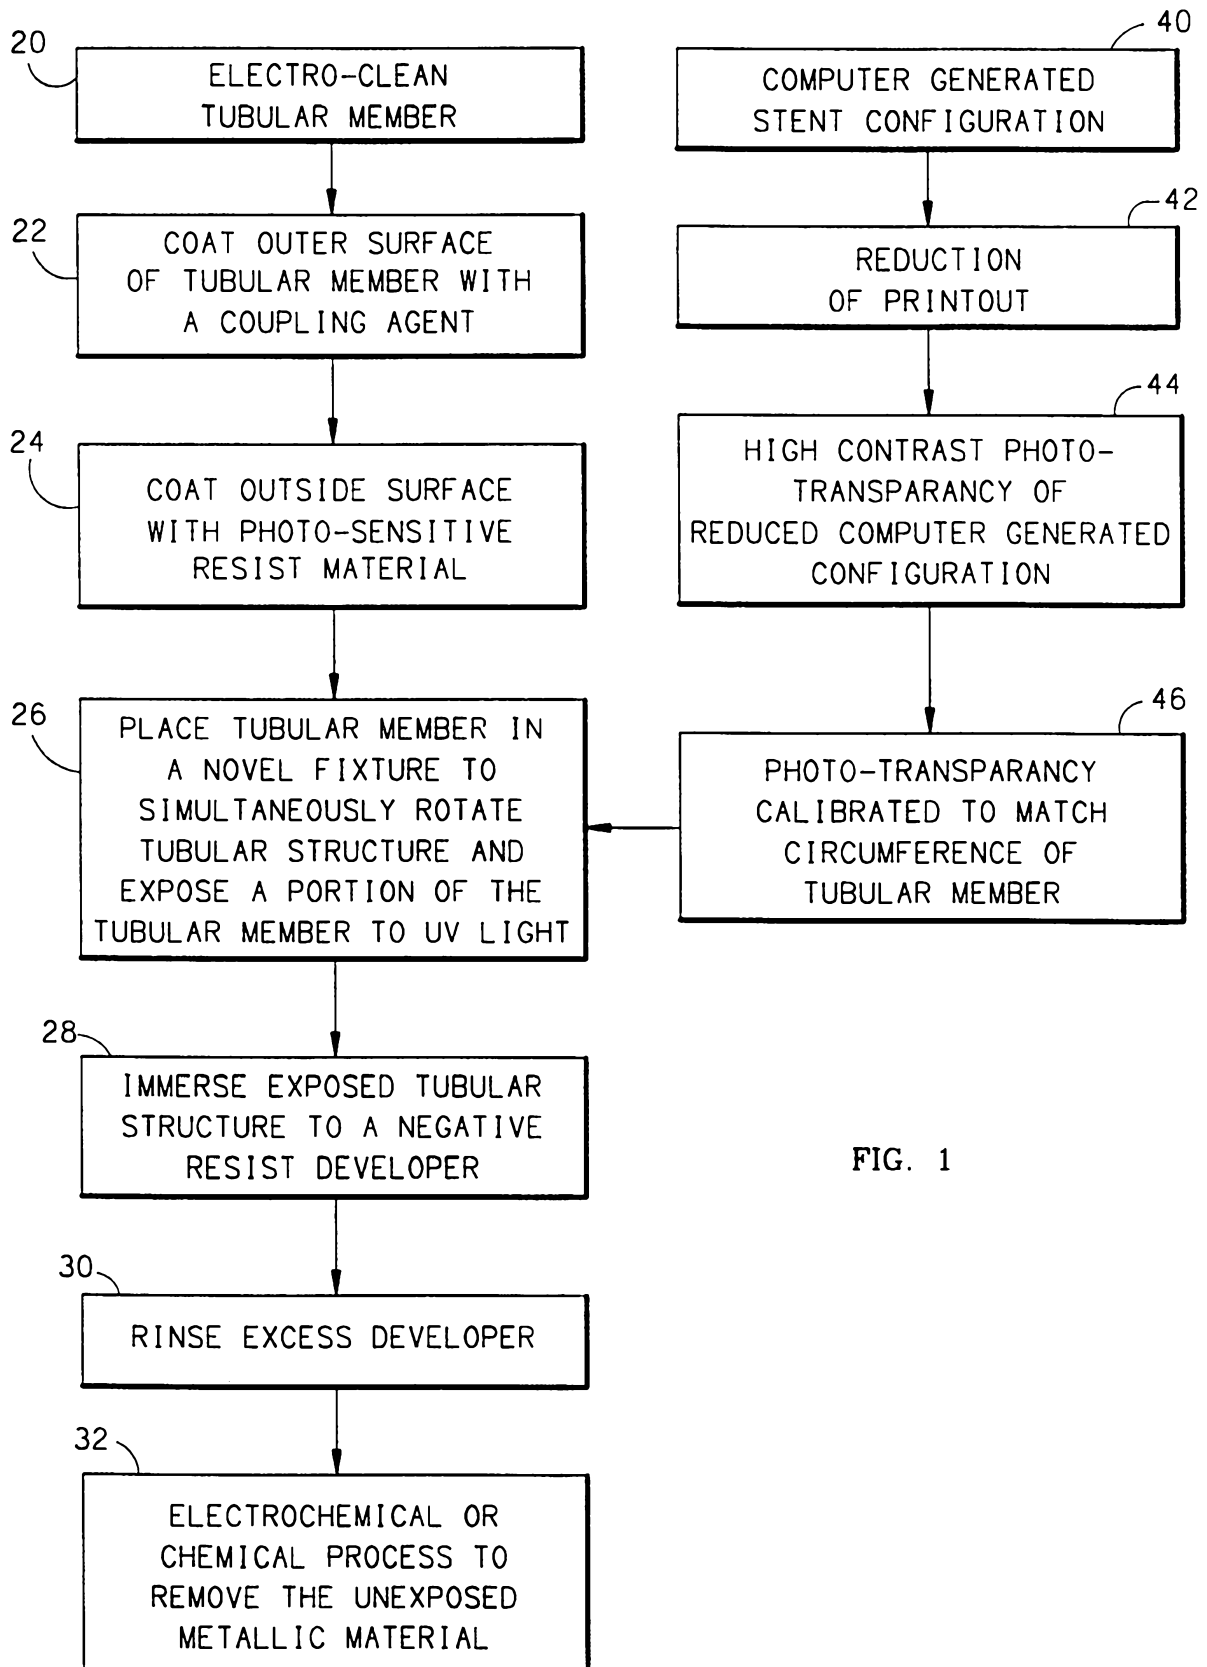 20
ELECTRO-CLEAN
TUBULAR MEMBER
22
COAT OUTER SURFACE
OF TUBULAR MEMBER WITH
A COUPLING AGENT
24
COAT OUTSIDE SURFACE
WITH PHOTO-SENSITIVE
RESIST MATERIAL
26
PLACE TUBULAR MEMBER IN
A NOVEL FIXTURE TO
SIMULTANEOUSLY ROTATE
TUBULAR STRUCTURE AND
EXPOSE A PORTION OF THE
TUBULAR MEMBER TO UV LIGHT
28
IMMERSE EXPOSED TUBULAR
STRUCTURE TO A NEGATIVE
RESIST DEVELOPER
30
RINSE EXCESS DEVELOPER
32
ELECTROCHEMICAL OR
CHEMICAL PROCESS TO
REMOVE THE UNEXPOSED
METALLIC MATERIAL
40
COMPUTER GENERATED
STENT CONFIGURATION
42
REDUCTION
OF PRINTOUT
44
HIGH CONTRAST PHOTO-
TRANSPARANCY OF
REDUCED COMPUTER GENERATED
CONFIGURATION
46
PHOTO-TRANSPARANCY
CALIBRATED TO MATCH
CIRCUMFERENCE OF
TUBULAR MEMBER
FIG. 1